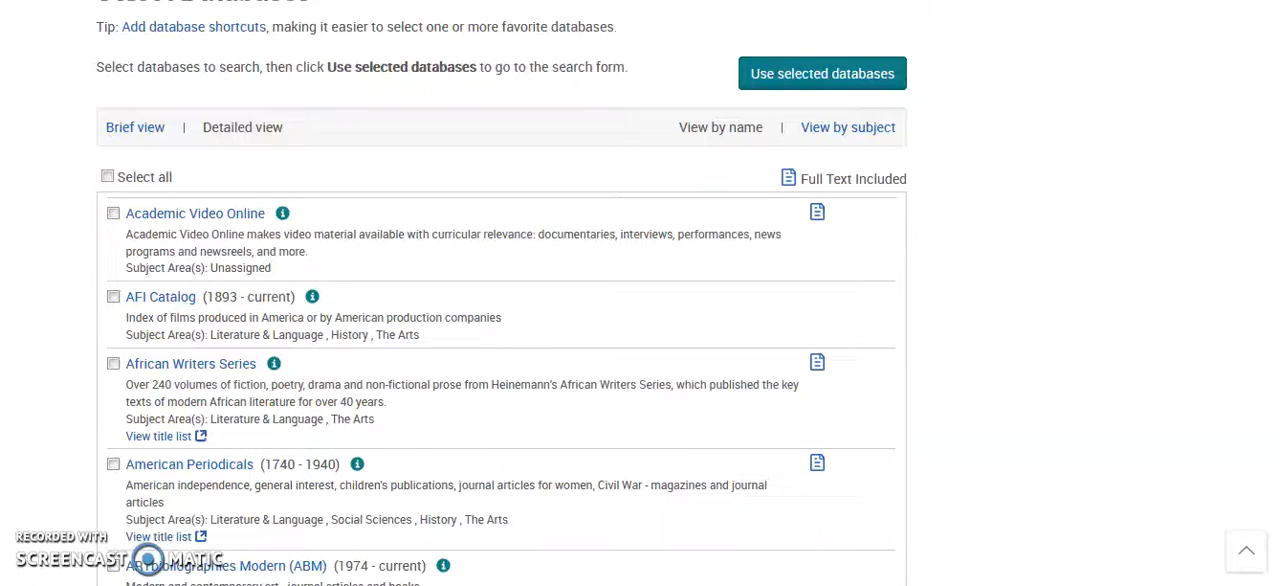 Tip: Add database shortcuts, making it easier to select one or more favorite databases.
Select databases to search, then click Use selected databases to go to the search form.
Use selected databases
Brief view | Detailed view
View by name | View by subject
Select all
Full Text Included
Academic Video Online
Academic Video Online makes video material available with curricular relevance: documentaries, interviews, performances, news
programs and newsreels, and more.
Subject Area(s): Unassigned
AFI Catalog (1893 - current)
Index of films produced in America or by American production companies
Subject Area(s): Literature & Language , History , The Arts
African Writers Series
Over 240 volumes of fiction, poetry, drama and non-fictional prose from Heinemann's African Writers Series, which published the key
texts of modern African literature for over 40 years.
Subject Area(s): Literature & Language , The Arts
View title list
American Periodicals (1740 - 1940)
American independence, general interest, children's publications, journal articles for women, Civil War - magazines and journal
articles
Subject Area(s): Literature & Language , Social Sciences , History , The Arts
View title list
ARTbibliographies Modern (ABM) (1974 - current)
Modern and contemporary art - journal articles and books
RECORDED WITH
SCREENCAST MATIC